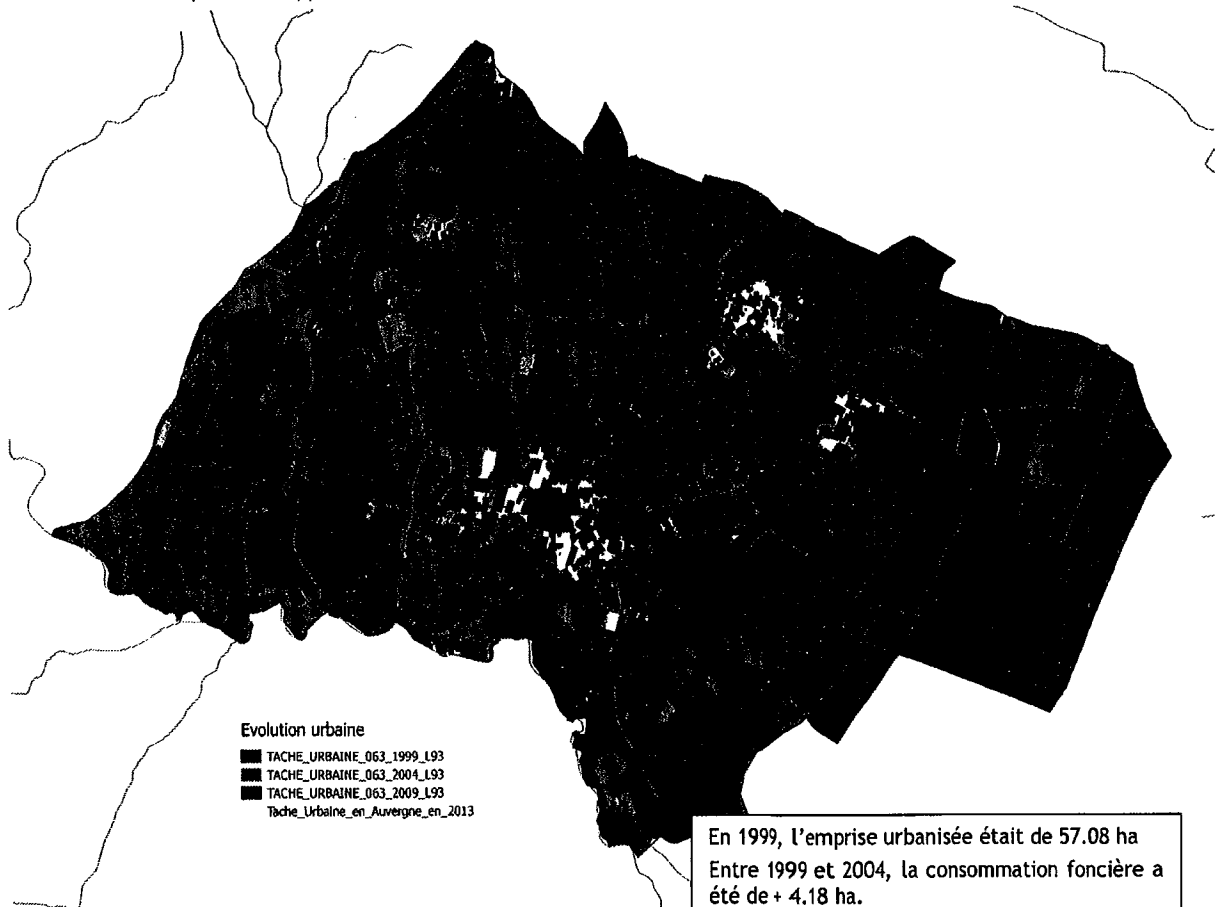 Evolution urbaine
TACHE_URBAINE_063_1999_L93
TACHE_URBAINE_063_2004_L93
TACHE_URBAINE_063_2009_L93
Tache_Urbaine_en_Auvergne_en_2013
En 1999, l'emprise urbanisée était de 57.08 ha
Entre 1999 et 2004, la consommation foncière a
été de + 4.18 ha.